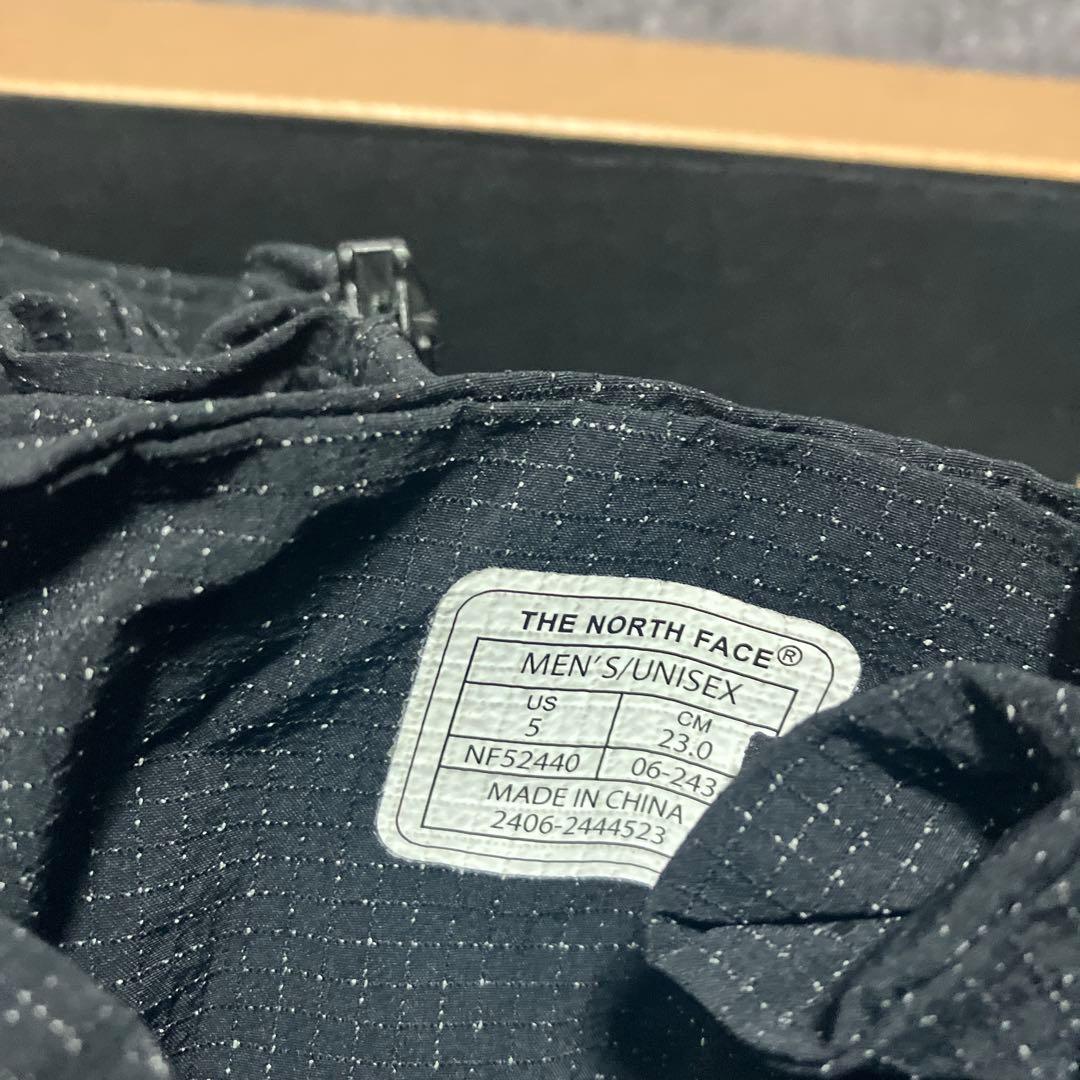 THE NORTH FACE®
MEN'S/UNISEX
US CM
5 23.0
NF52440 06-243
MADE IN CHINA
2406-2444523